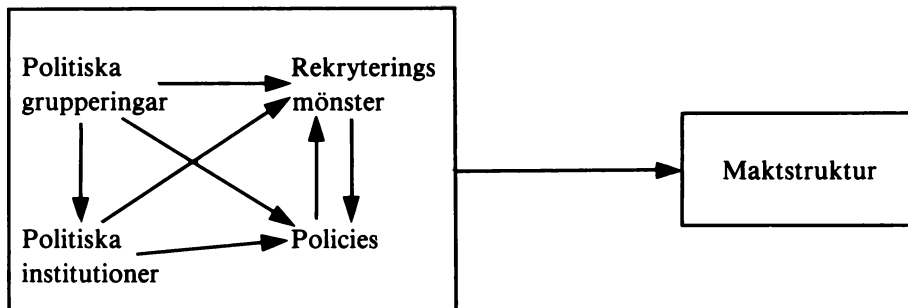 Politiska
grupperingar
Rekryterings
mönster
Maktstruktur
Politiska
institutioner
Policies